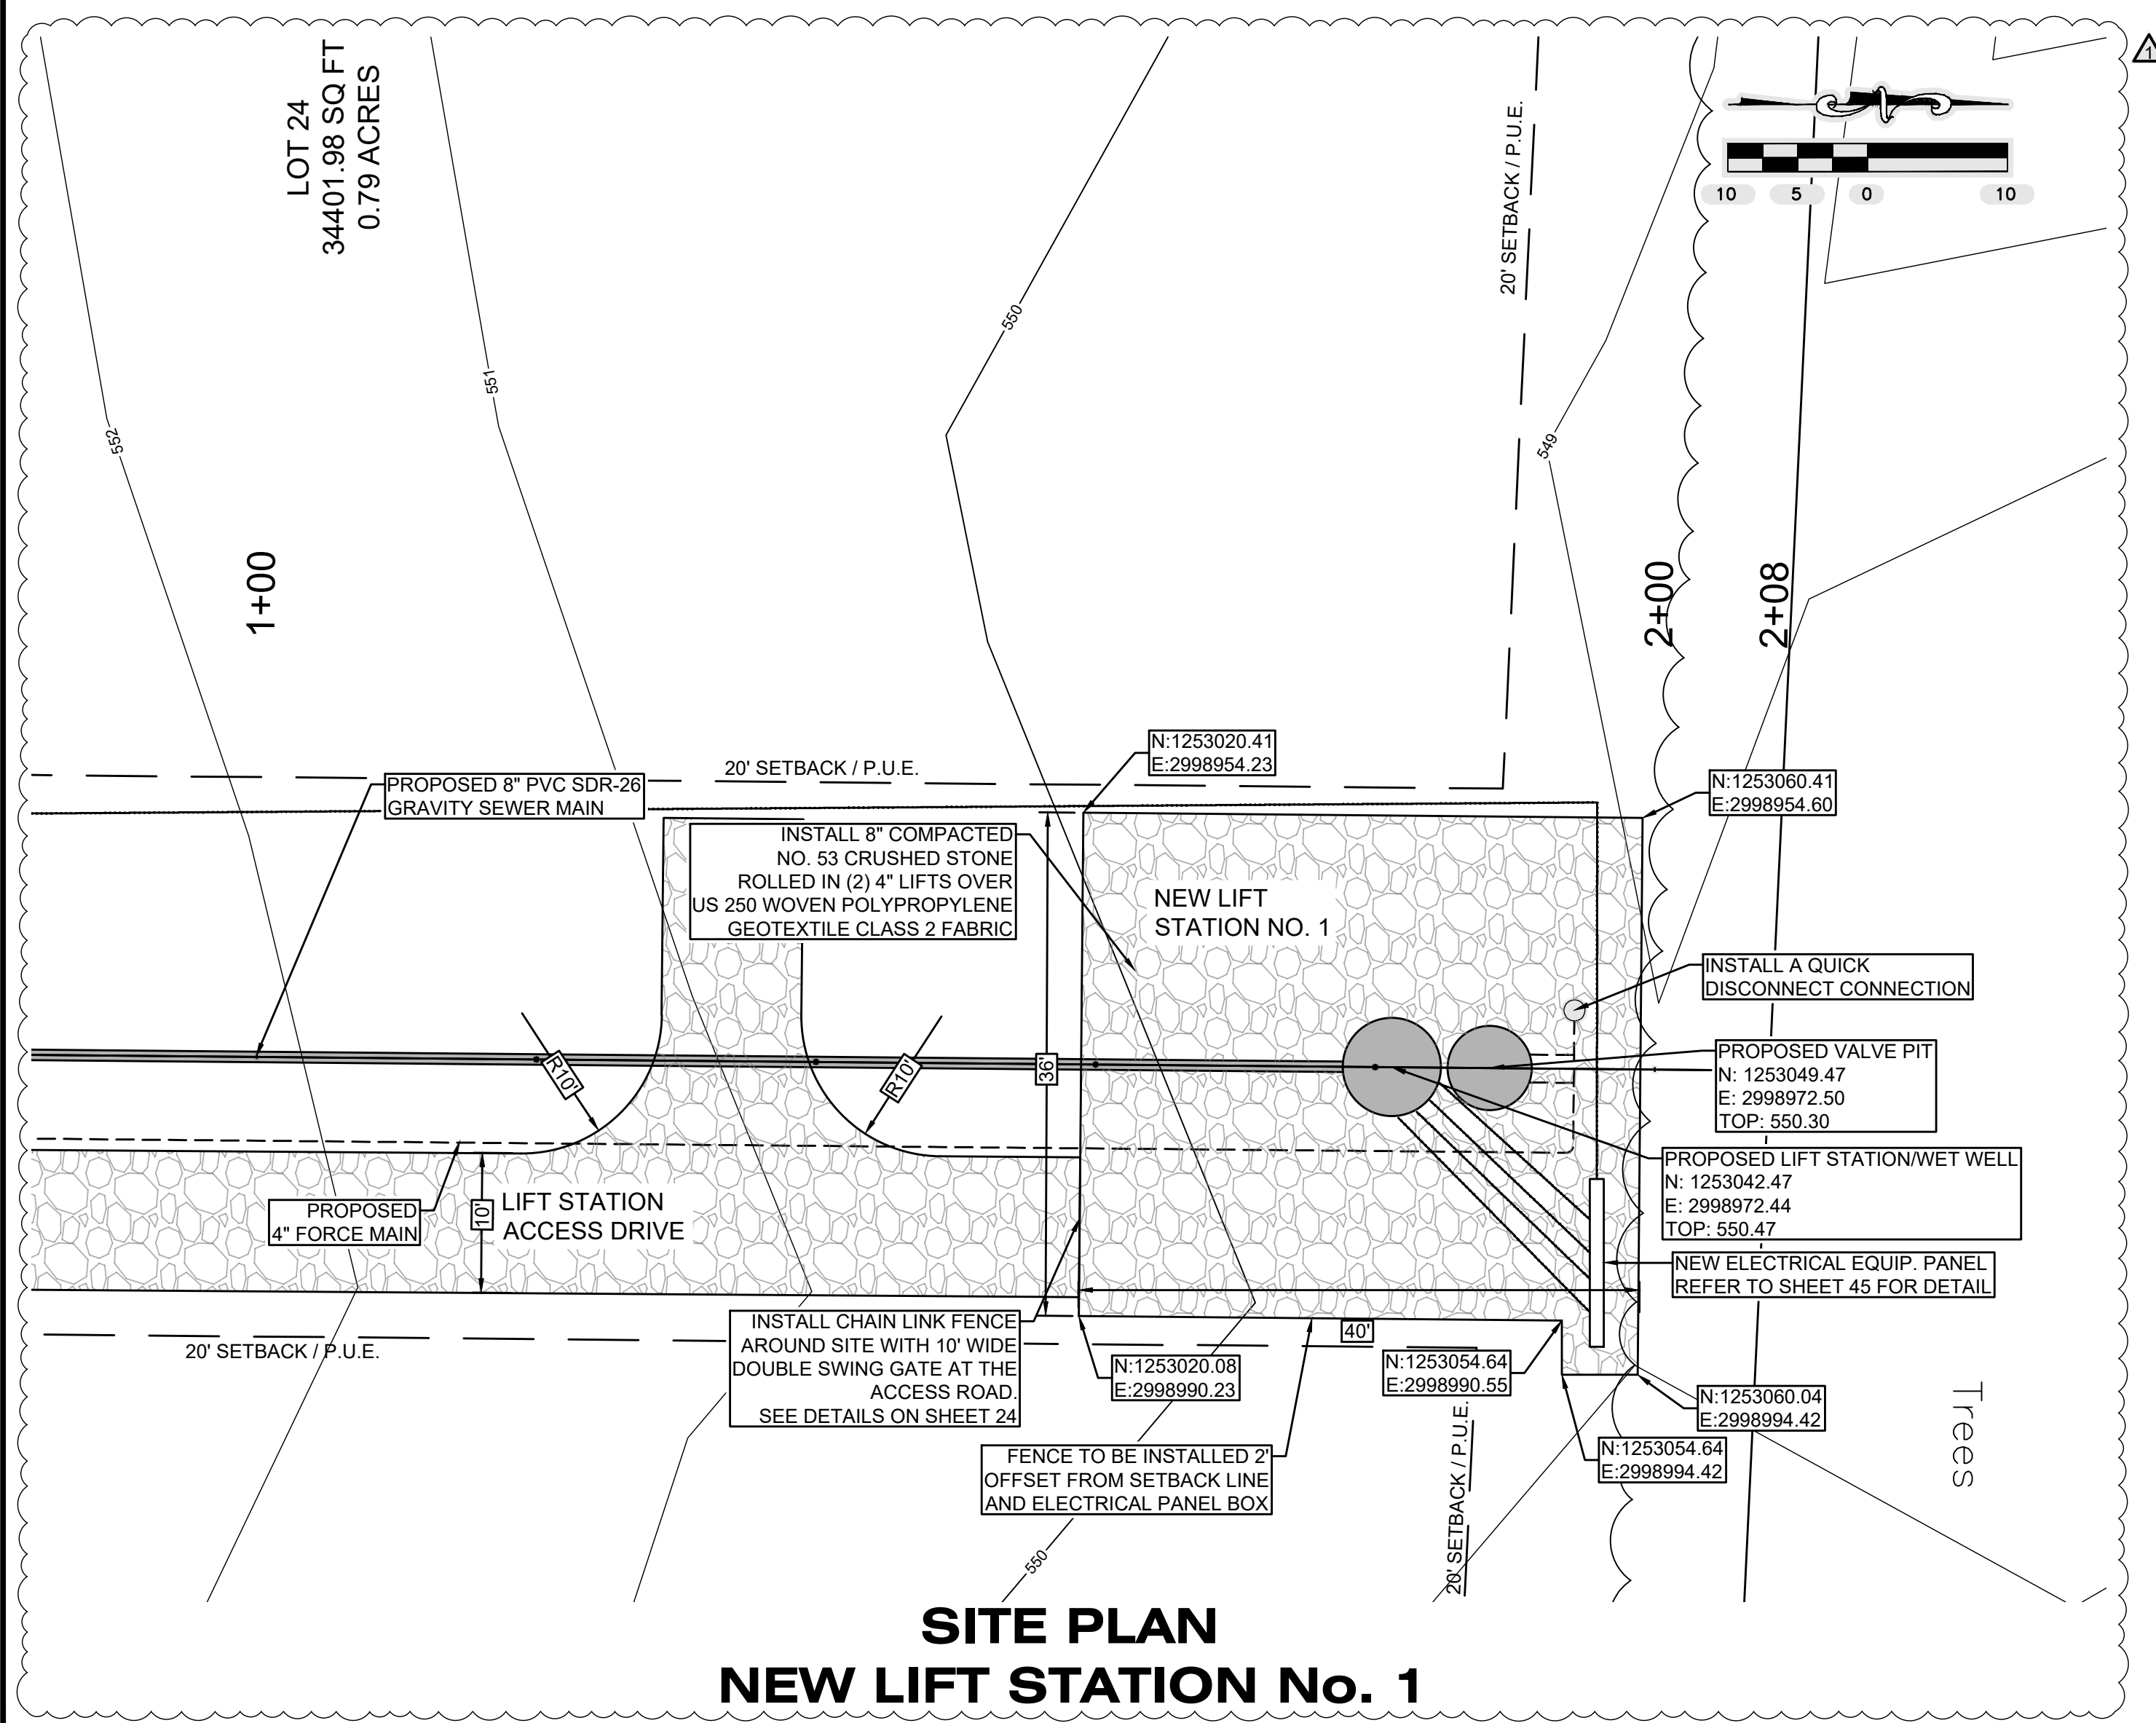 LOT 24
34401.98 SQ FT
0.79 ACRES
1
10 5 0 10
20' SETBACK / P.U.E.
550
551
552
549
1+00
2+00
2+08
N:1253020.41
E:2998954.23
20' SETBACK / P.U.E.
PROPOSED 8" PVC SDR-26
GRAVITY SEWER MAIN
N:1253060.41
E:2998954.60
INSTALL 8" COMPACTED
NO. 53 CRUSHED STONE
ROLLED IN (2) 4" LIFTS OVER
US 250 WOVEN POLYPROPYLENE
GEOTEXTILE CLASS 2 FABRIC
NEW LIFT
STATION NO. 1
INSTALL A QUICK
DISCONNECT CONNECTION
R10'
R10'
36'
PROPOSED VALVE PIT
N: 1253049.47
E: 2998972.50
TOP: 550.30
PROPOSED LIFT STATION/WET WELL
N: 1253042.47
E: 2998972.44
TOP: 550.47
PROPOSED
4" FORCE MAIN
10'
LIFT STATION
ACCESS DRIVE
NEW ELECTRICAL EQUIP. PANEL
REFER TO SHEET 45 FOR DETAIL
20' SETBACK / P.U.E.
INSTALL CHAIN LINK FENCE
AROUND SITE WITH 10' WIDE
DOUBLE SWING GATE AT THE
ACCESS ROAD.
SEE DETAILS ON SHEET 24
40'
N:1253020.08
E:2998990.23
N:1253054.64
E:2998990.55
N:1253060.04
E:2998994.42
N:1253054.64
E:2998994.42
Trees
FENCE TO BE INSTALLED 2'
OFFSET FROM SETBACK LINE
AND ELECTRICAL PANEL BOX
20' SETBACK / P.U.E.
550
SITE PLAN
NEW LIFT STATION No. 1